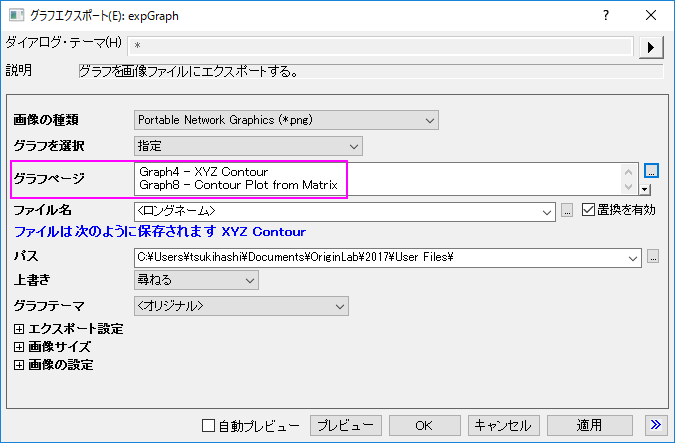 グラフエクスポート(E): expGraph
ダイアログ・テーマ(H) *
説明 グラフを画像ファイルにエクスポートする。
画像の種類 Portable Network Graphics (*.png)
グラフを選択 指定
グラフページ Graph4 - XYZ Contour
Graph8 - Contour Plot from Matrix
...
ファイル名 <ロングネーム> ... 置換を有効
ファイルは次のように保存されます XYZ Contour
パス C:¥Users¥tsukihashi¥Documents¥OriginLab¥2017¥User Files¥ ...
上書き 尋ねる
グラフテーマ <オリジナル>
エクスポート設定
画像サイズ
画像の設定
自動プレビュー プレビュー OK キャンセル 適用